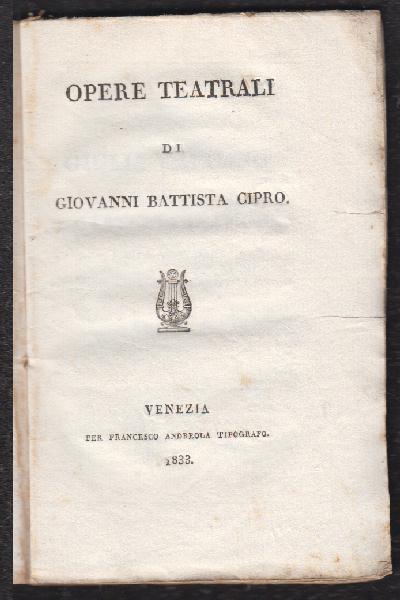 OPERE TEATRALI
DI
GIOVANNI BATTISTA CIPRO.
VENEZIA
PER FRANCESCO ANDREOLA TIPOGRAFO.
1833.